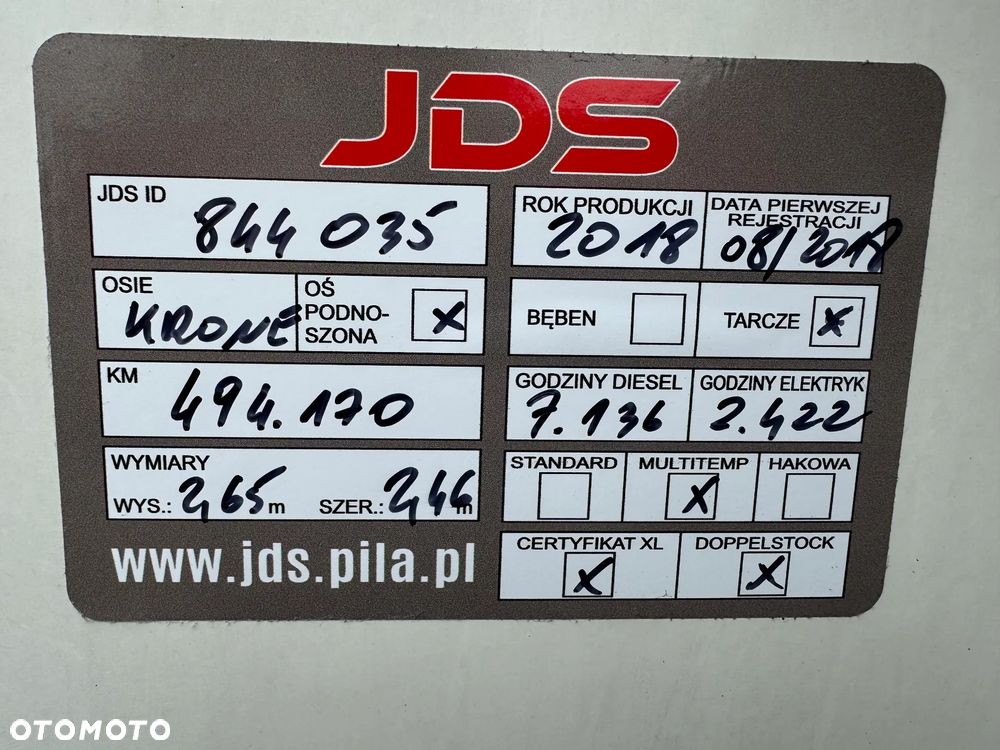 JDS
JDS ID
844 035
ROK PRODUKCJI
2018
DATA PIERWSZEJ
REJESTRACJI
08/2018
OSIE
KRONE
OŚ
PODNO-
SZONA
X
BĘBEN
TARCZE
X
KM
494.170
GODZINY DIESEL
7.136
GODZINY ELEKTRYK
2.422
WYMIARY
WYS.: 2,65 m SZER.: 2,46 m
STANDARD
MULTITEMP
X
HAKOWA
www.jds.pila.pl
CERTYFIKAT XL
X
DOPPELSTOCK
X
OTOMOTO